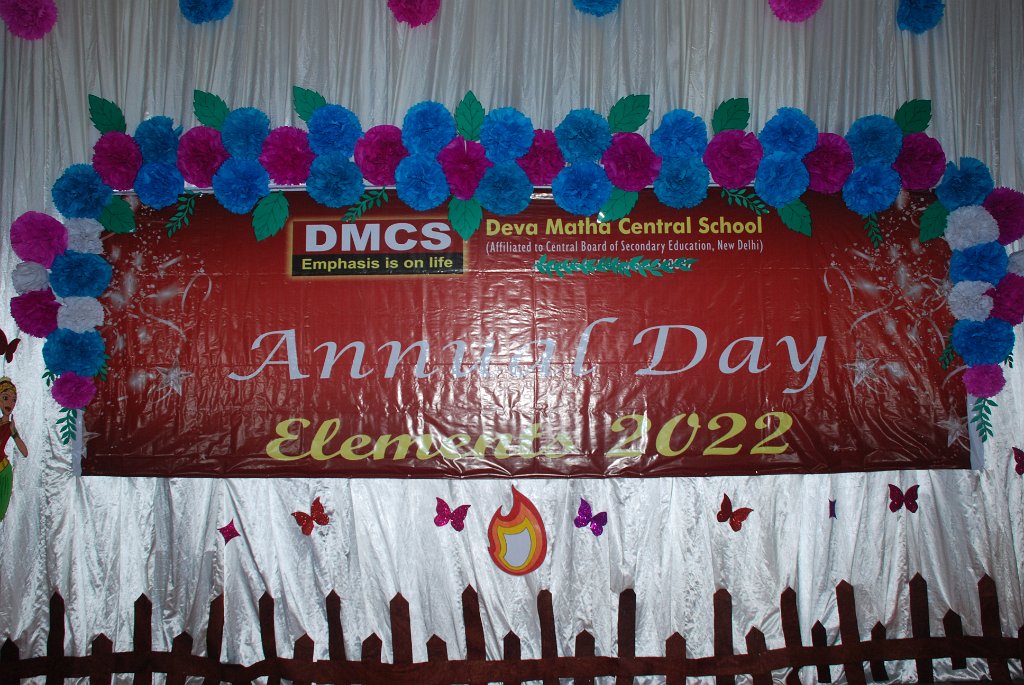 DMCS
Emphasis is on life
Deva Matha Central School
(Affiliated to Central Board of Secondary Education, New Delhi)
Annual Day
Elements 2022